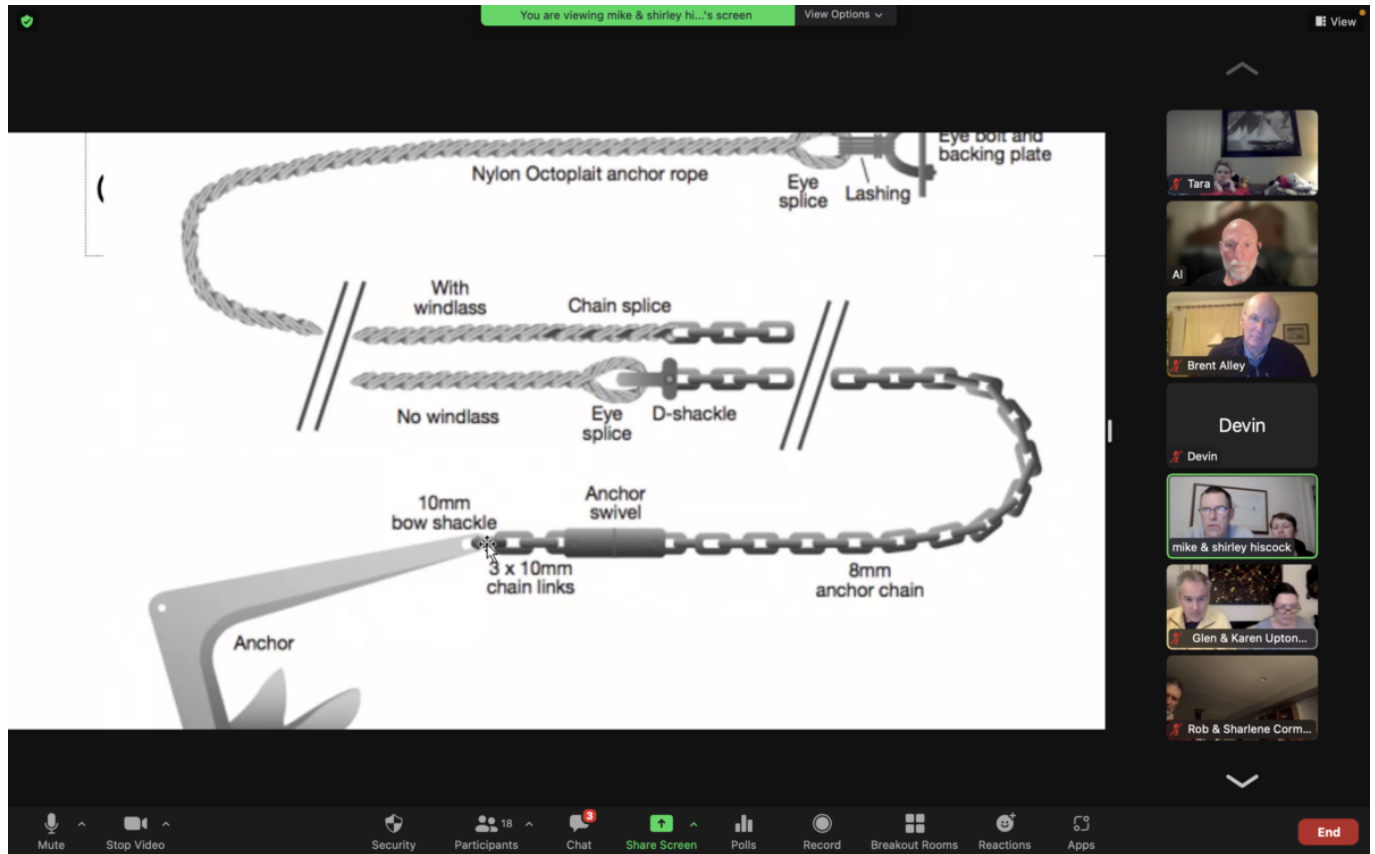 You are viewing mike & shirley hi...'s screen
View Options
View
(
Eye bolt and
backing plate
Nylon Octoplait anchor rope
Eye
splice
Lashing
With
windlass
Chain splice
No windlass
Eye
splice
D-shackle
10mm
bow shackle
Anchor
swivel
3 x 10mm
chain links
8mm
anchor chain
Anchor
Tara
Al
Brent Alley
Devin
Devin
mike & shirley hiscock
Glen & Karen Upton...
Rob & Sharlene Corm...
Mute
Stop Video
Security
18
Participants
3
Chat
Share Screen
Polls
Record
Breakout Rooms
Reactions
Apps
End